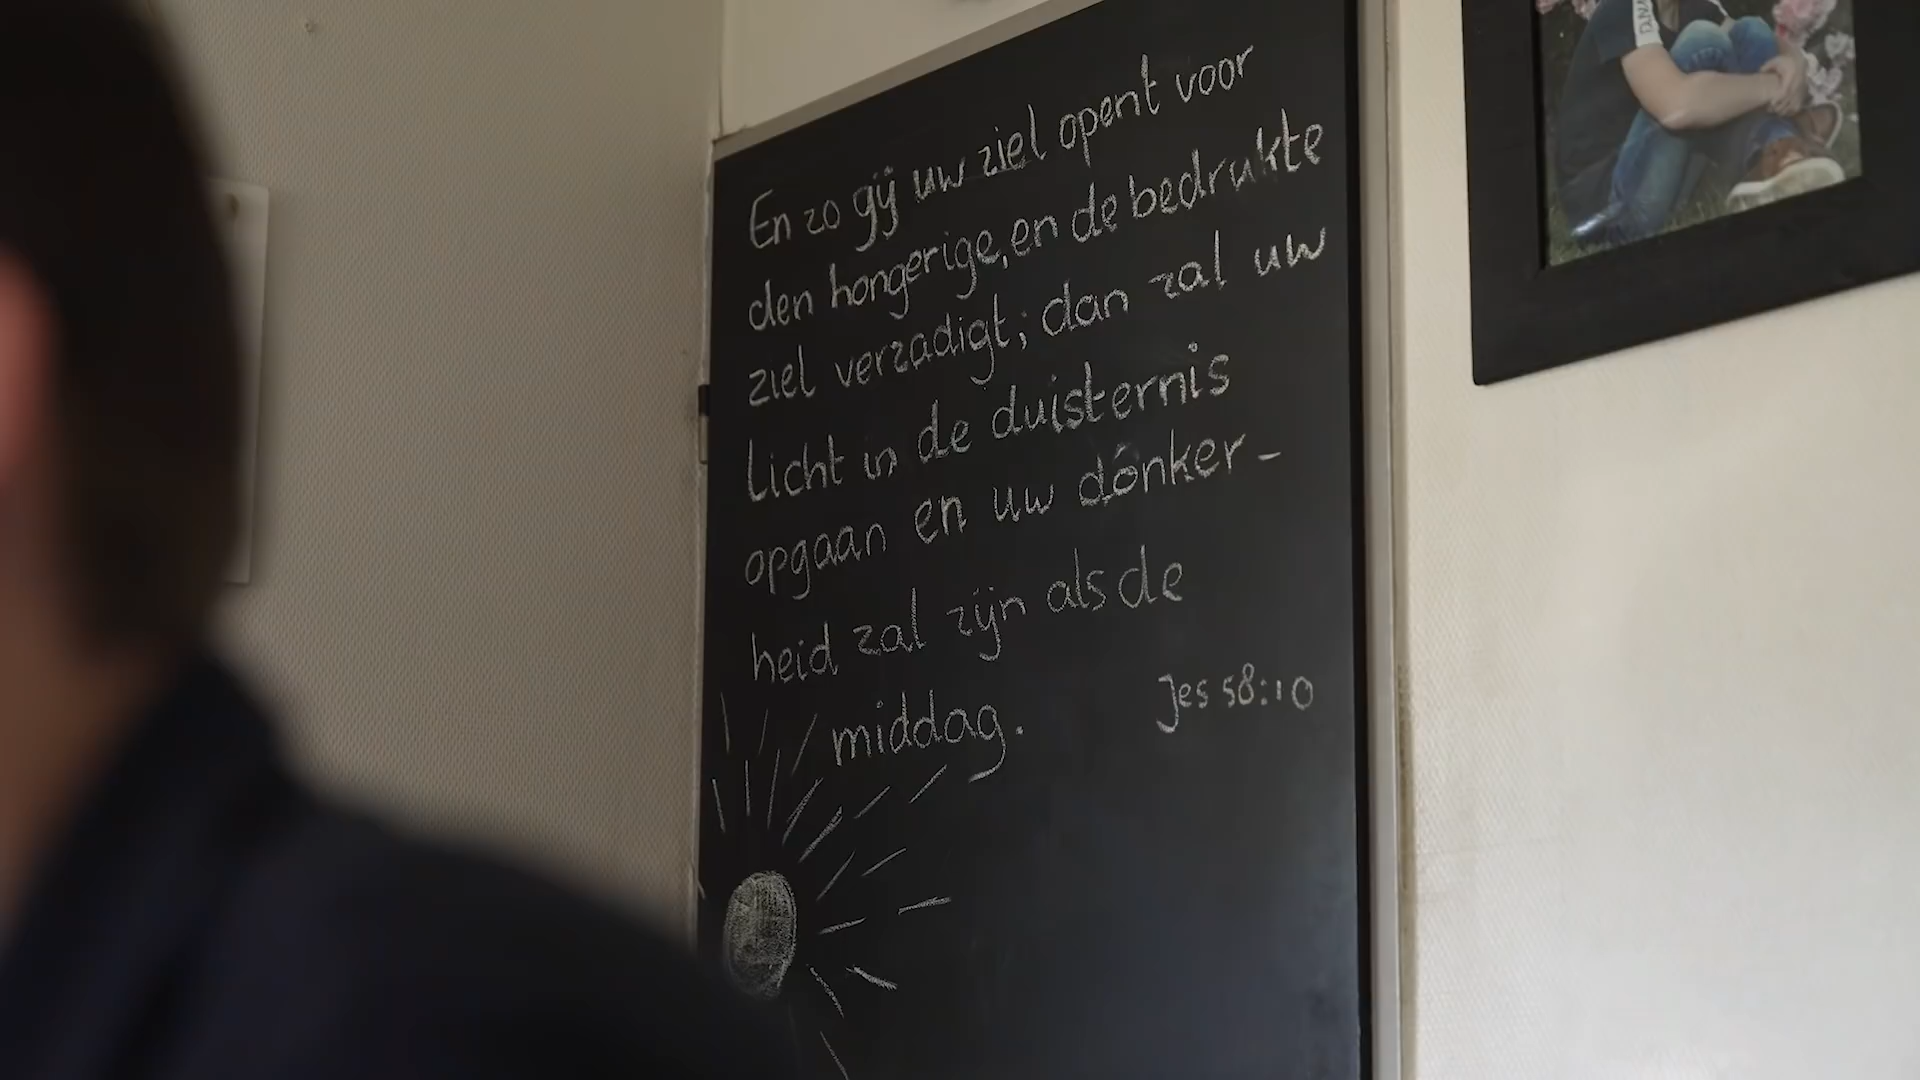 En zo gij uw ziel opent voor
den hongerige, en de bedrukte
ziel verzadigt; dan zal uw
licht in de duisternis
opgaan en uw donker-
heid zal zijn als de
middag.
Jes 58:10